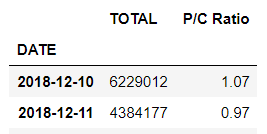 TOTAL P/C Ratio
DATE
2018-12-10 6229012 1.07
2018-12-11 4384177 0.97